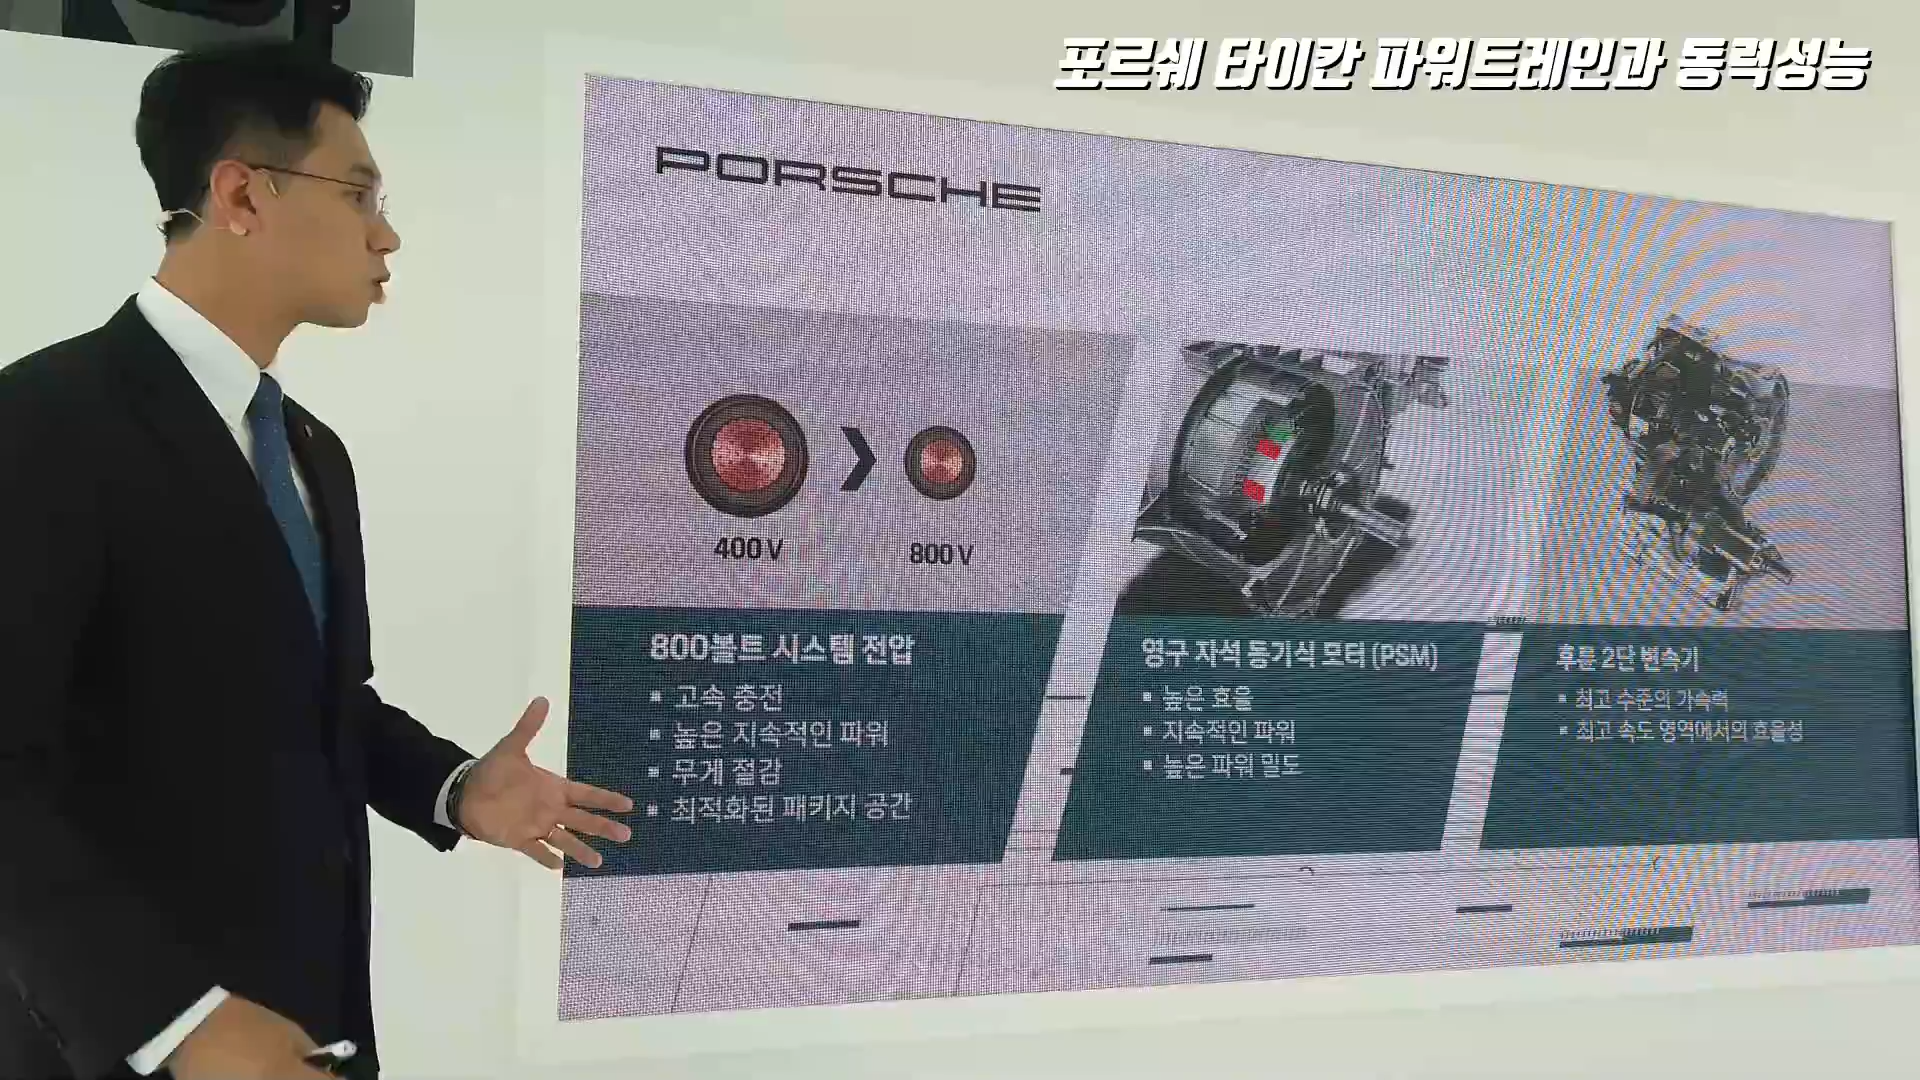 포르쉐 타이칸 파워트레인과 동력성능
PORSCHE
400 V
800 V
800볼트 시스템 전압
▪ 고속 충전
▪ 높은 지속적인 파워
▪ 무게 절감
▪ 최적화된 패키지 공간
영구 자석 동기식 모터 (PSM)
▪ 높은 효율
▪ 지속적인 파워
▪ 높은 파워 밀도
후륜 2단 변속기
▪ 최고 수준의 가속력
▪ 최고 속도 영역에서의 효율성